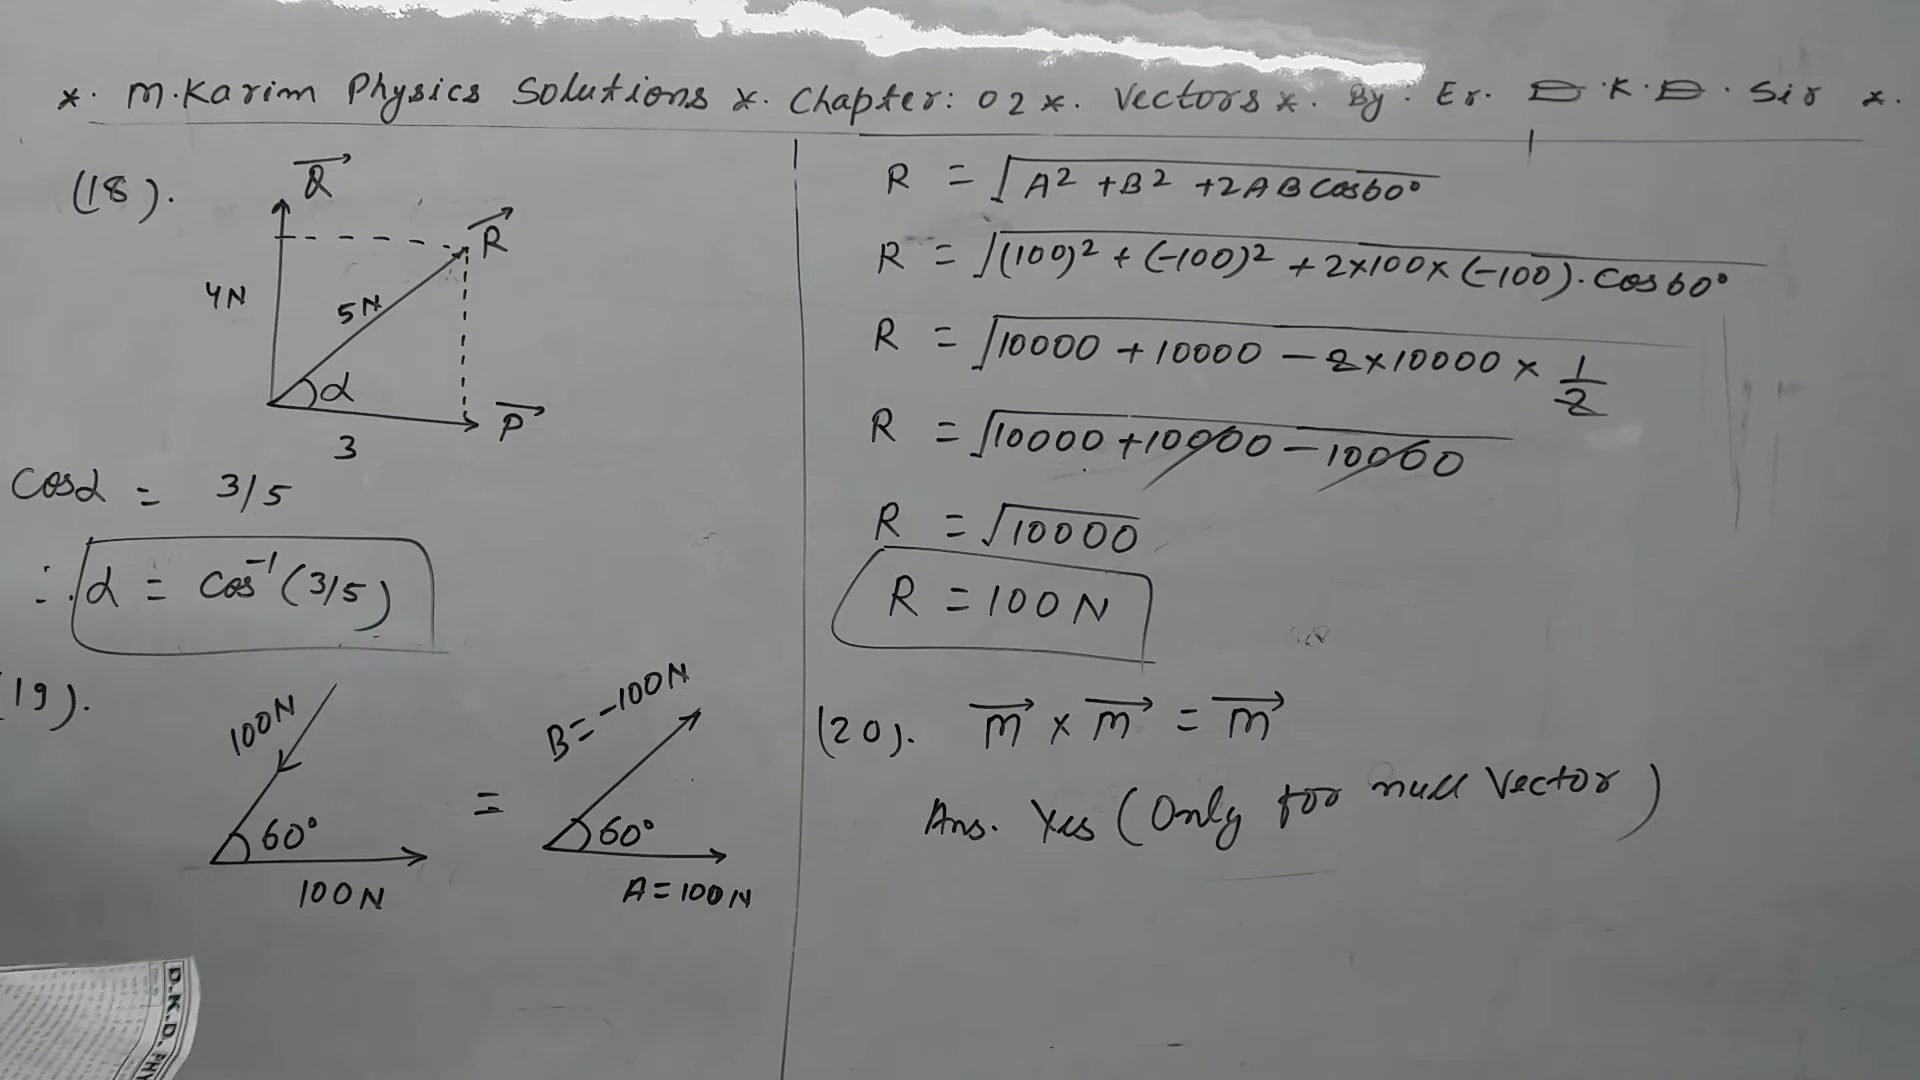 *. M.Karim Physics Solutions *. Chapter: 02 *. Vectors *. By: Er. D.K.D. Sir *.
(18).
Q
R
4N
5N
α
P
3
Cosα = 3/5
∴ α = Cos⁻¹(3/5)
(19).
100N
60°
100N
=
B=-100N
60°
A=100N
R = √A² + B² + 2AB Cos60°
R = √(100)² + (-100)² + 2×100×(-100).Cos60°
R = √10000 + 10000 - 2×10000 × 1/2
R = √10000 + 10000 - 10000
R = √10000
R = 100N
(20). m × m = m
Ans. Yes (Only for null Vector)
D.K.D. PHY